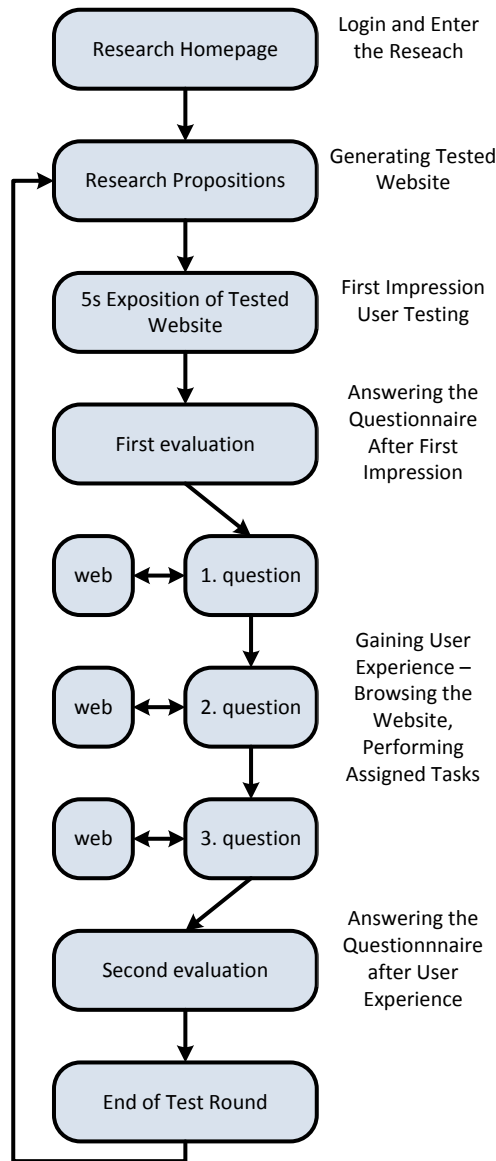 Research Homepage
Login and Enter
the Reseach
Research Propositions
Generating Tested
Website
5s Exposition of Tested
Website
First Impression
User Testing
First evaluation
Answering the
Questionnaire
After First
Impression
web
1. question
web
2. question
Gaining User
Experience –
Browsing the
Website,
Performing
Assigned Tasks
web
3. question
Second evaluation
Answering the
Questionnnaire
after User
Experience
End of Test Round